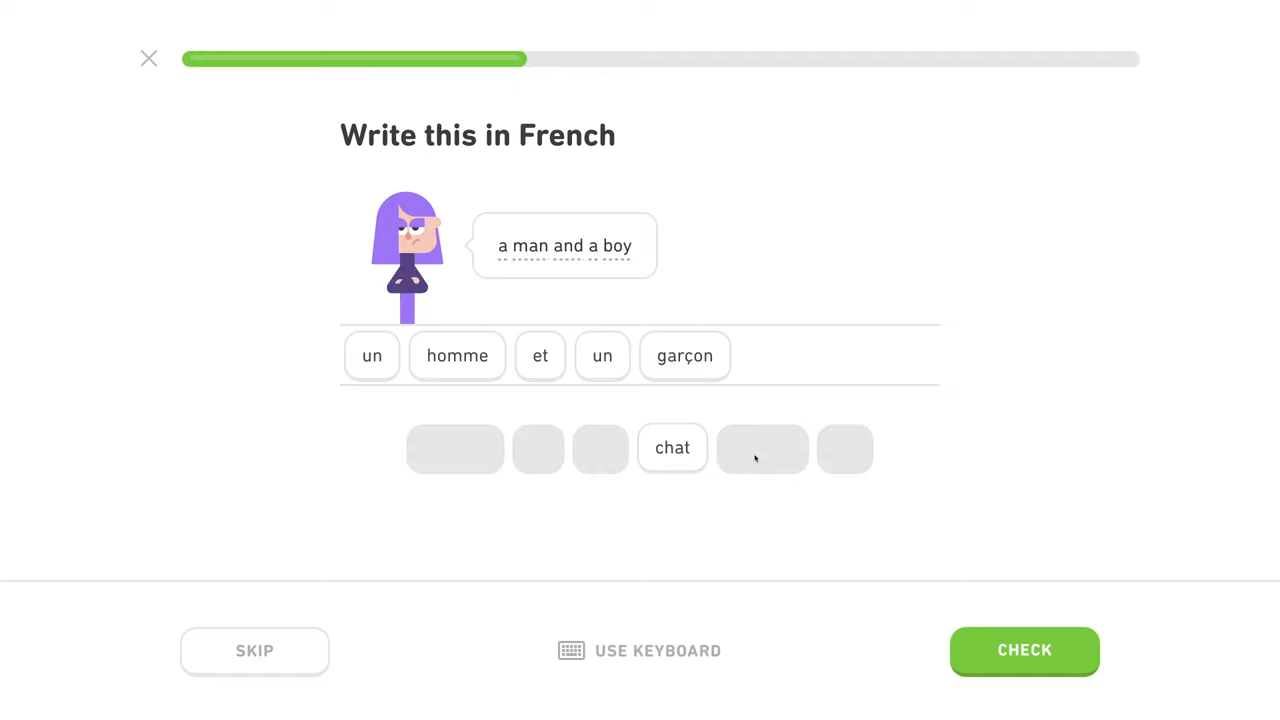 Write this in French
a man and a boy
un homme et un garçon
chat
SKIP USE KEYBOARD CHECK